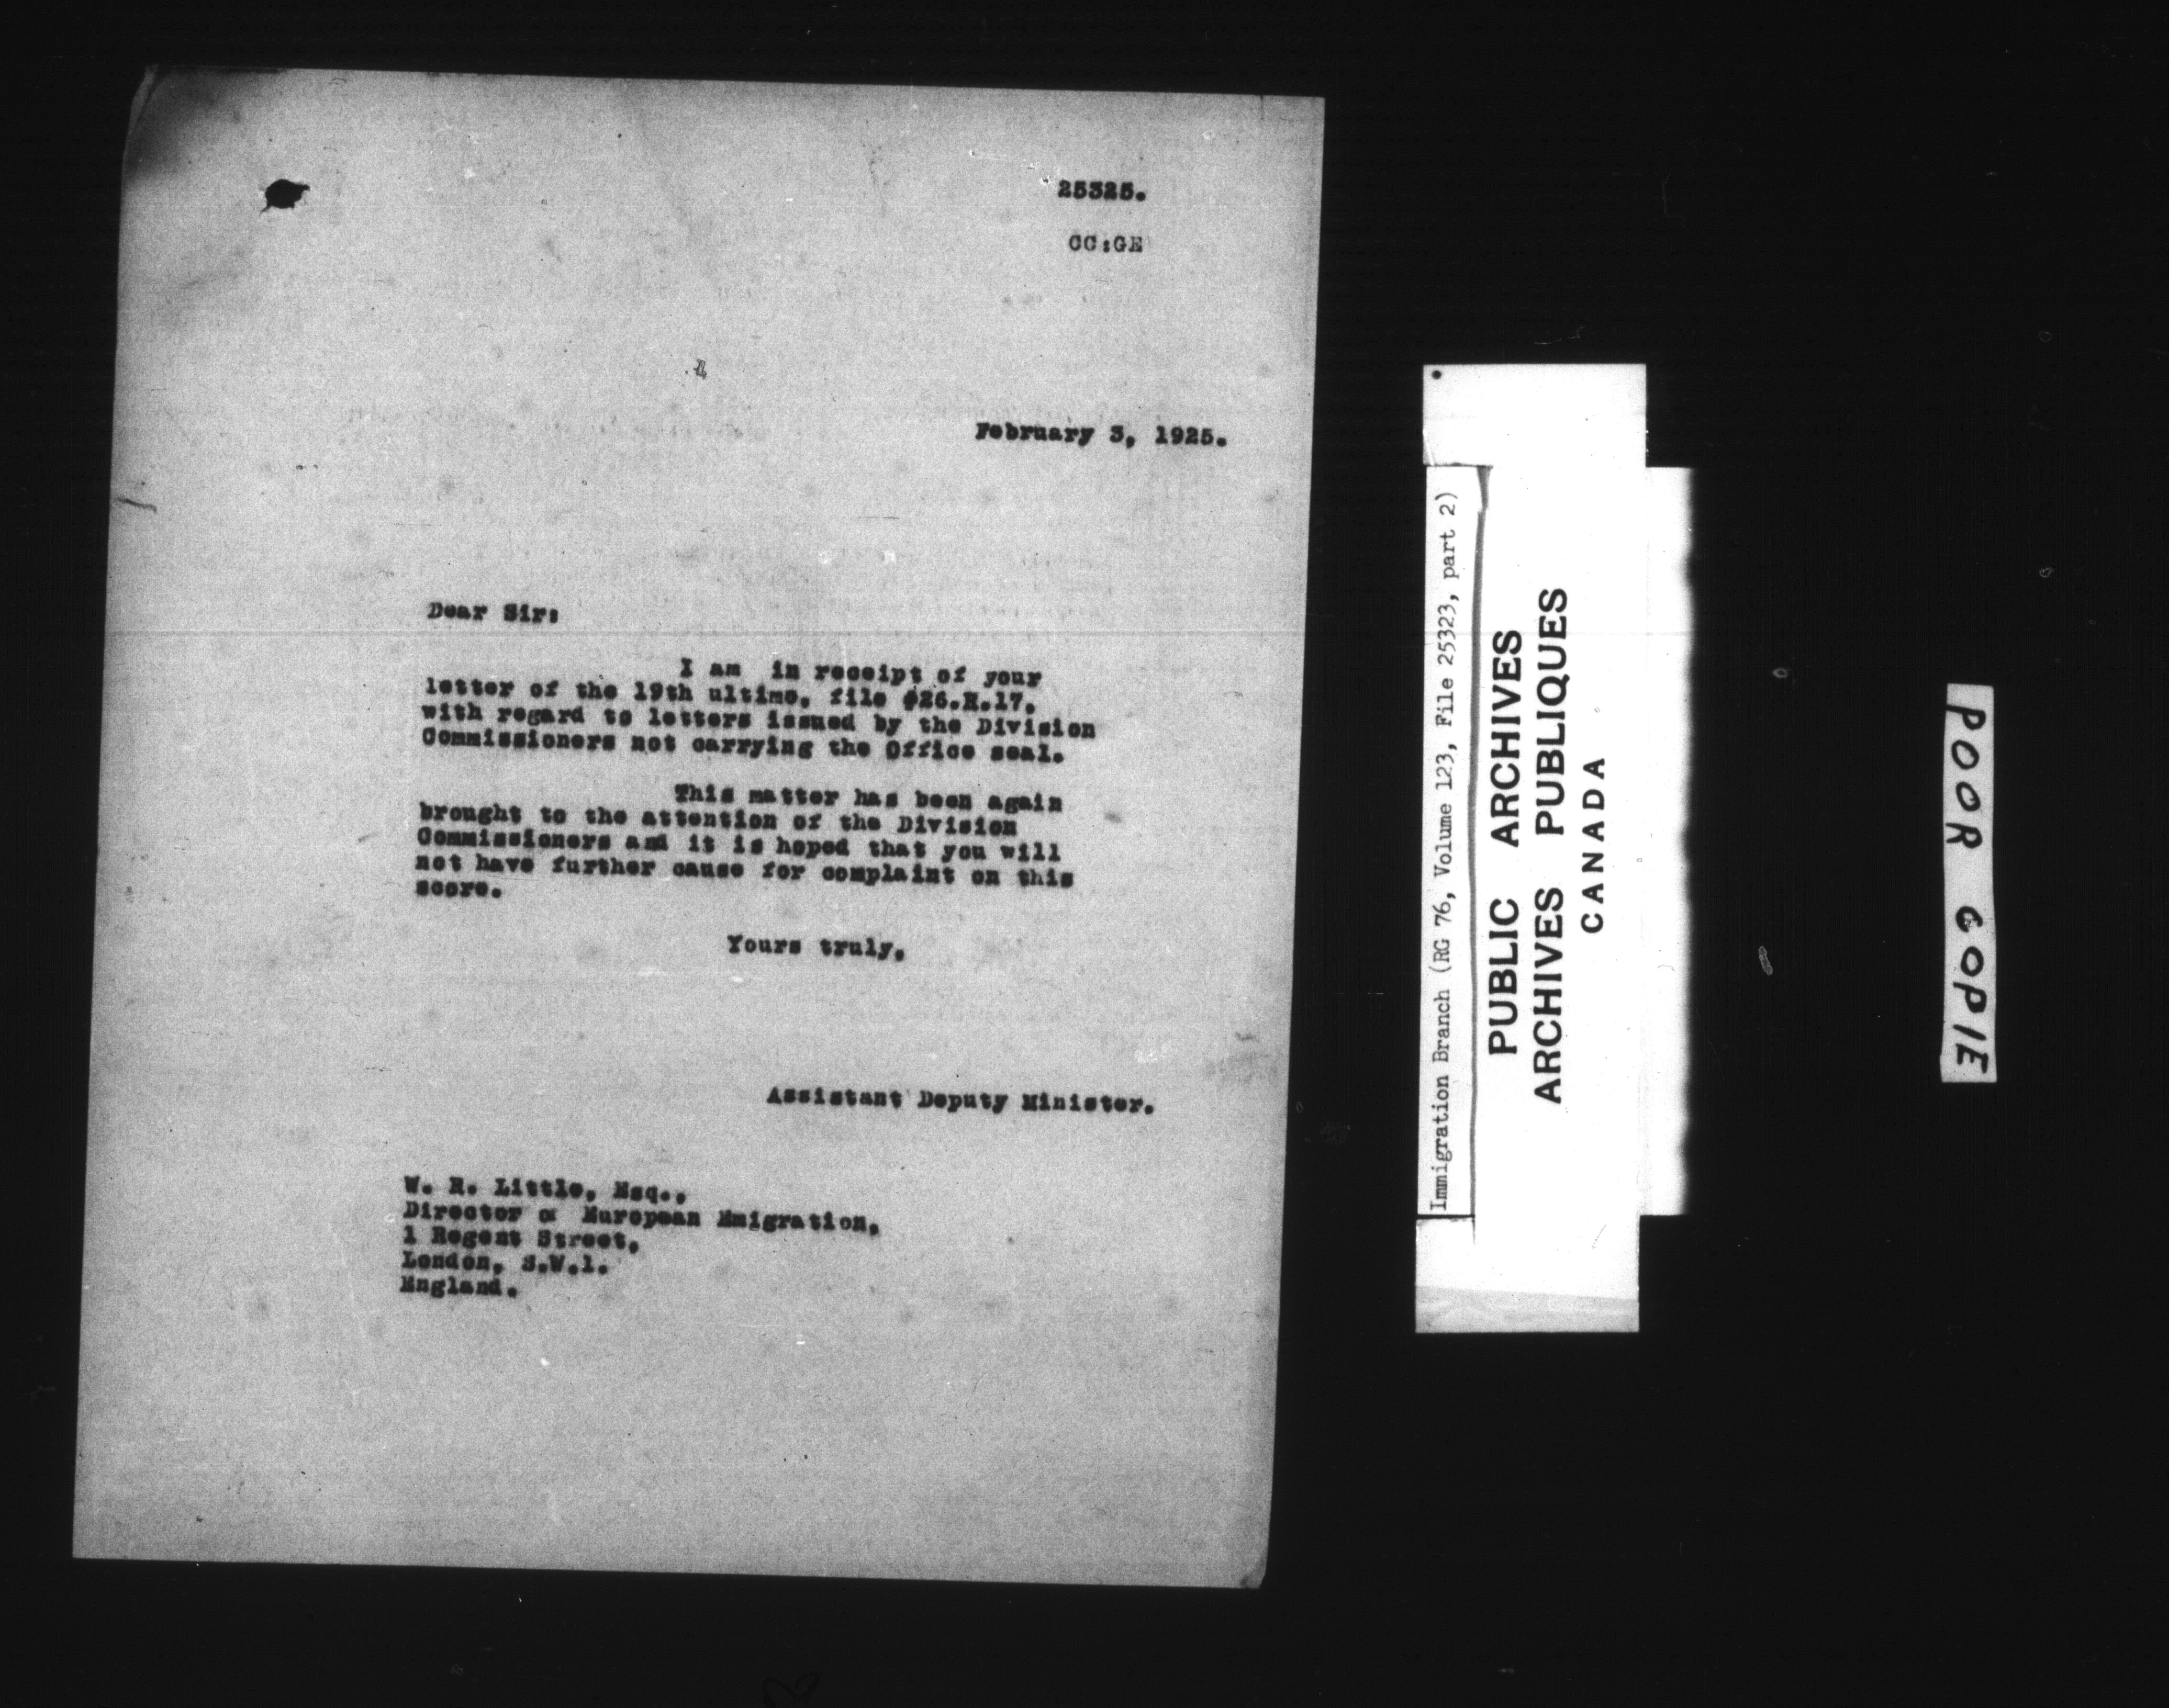 25325.
CC:GE
February 3, 1925.
Dear Sir:
I am in receipt of your
letter of the 19th ultimo, file #26.R.17,
with regard to letters issued by the Division
Commissioners not carrying the Office seal.
This matter has been again
brought to the attention of the Division
Commissioners and it is hoped that you will
not have further cause for complaint on this
score.
Yours truly,
Assistant Deputy Minister.
W. R. Little, Esq.,
Director of European Emigration,
1 Regent Street,
London, S.W.1.
England.
Immigration Branch (RG 76, Volume 123, File 25323, part 2)
PUBLIC ARCHIVES
ARCHIVES PUBLIQUES
CANADA
POOR COPIE